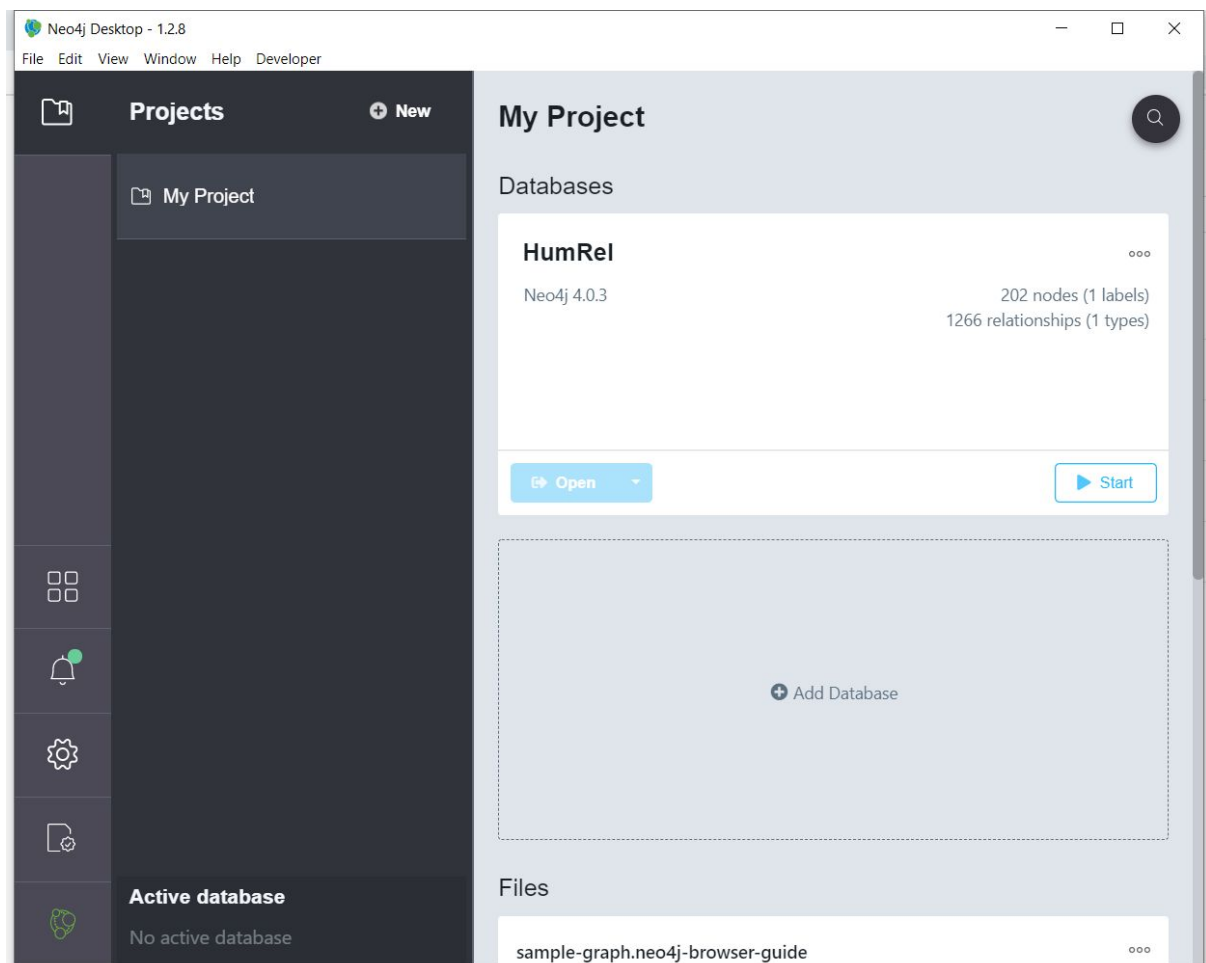 Neo4j Desktop - 1.2.8
File Edit View Window Help Developer
Projects
New
My Project
Active database
No active database
My Project
Databases
HumRel
Neo4j 4.0.3
202 nodes (1 labels)
1266 relationships (1 types)
Open
Start
Add Database
Files
sample-graph.neo4j-browser-guide